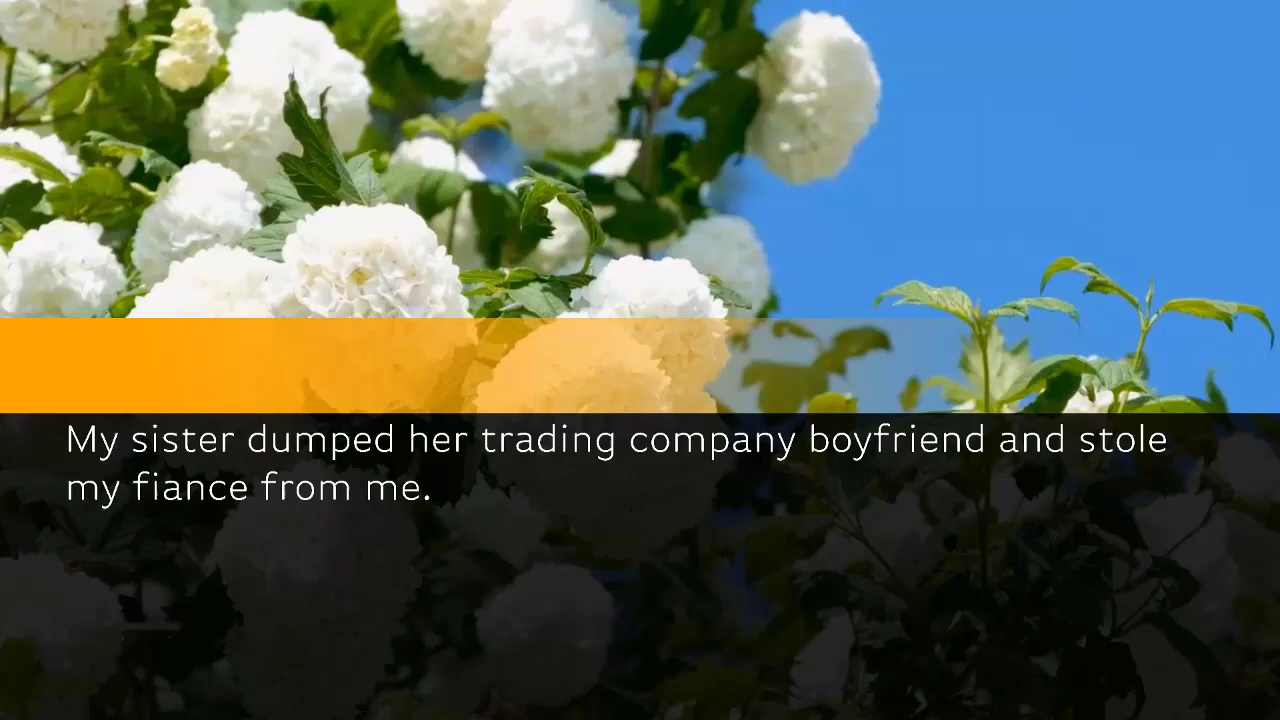 My sister dumped her trading company boyfriend and stole
my fiance from me.